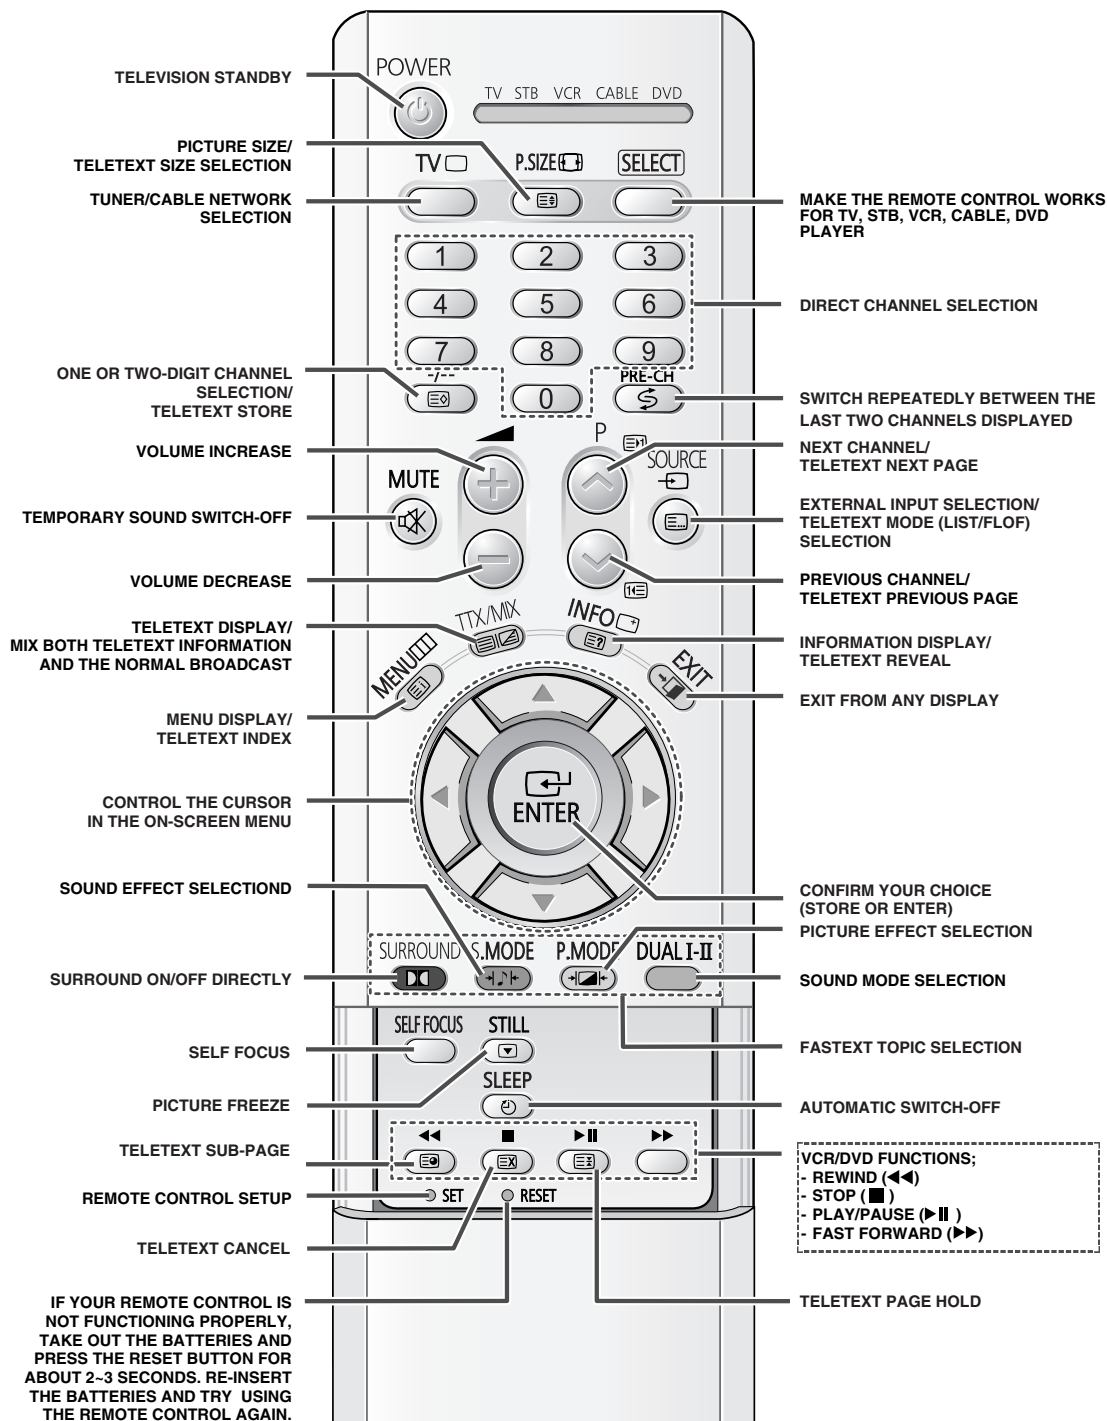 POWER
TV STB VCR CABLE DVD
TELEVISION STANDBY
PICTURE SIZE/
TELETEXT SIZE SELECTION
TV P.SIZE SELECT
TUNER/CABLE NETWORK
SELECTION
MAKE THE REMOTE CONTROL WORKS
FOR TV, STB, VCR, CABLE, DVD
PLAYER
1 2 3
4 5 6
DIRECT CHANNEL SELECTION
7 8 9
-/-- PRE-CH
0
ONE OR TWO-DIGIT CHANNEL
SELECTION/
TELETEXT STORE
SWITCH REPEATEDLY BETWEEN THE
LAST TWO CHANNELS DISPLAYED
VOLUME INCREASE
P
NEXT CHANNEL/
TELETEXT NEXT PAGE
MUTE
SOURCE
TEMPORARY SOUND SWITCH-OFF
EXTERNAL INPUT SELECTION/
TELETEXT MODE (LIST/FLOF)
SELECTION
VOLUME DECREASE
PREVIOUS CHANNEL/
TELETEXT PREVIOUS PAGE
TTX/MIX
INFO
TELETEXT DISPLAY/
MIX BOTH TELETEXT INFORMATION
AND THE NORMAL BROADCAST
INFORMATION DISPLAY/
TELETEXT REVEAL
MENU
EXIT
EXIT FROM ANY DISPLAY
MENU DISPLAY/
TELETEXT INDEX
CONTROL THE CURSOR
IN THE ON-SCREEN MENU
ENTER
SOUND EFFECT SELECTIOND
CONFIRM YOUR CHOICE
(STORE OR ENTER)
PICTURE EFFECT SELECTION
SURROUND S.MODE P.MODE DUAL I-II
SURROUND ON/OFF DIRECTLY
SOUND MODE SELECTION
SELF FOCUS STILL
SELF FOCUS
FASTEXT TOPIC SELECTION
SLEEP
PICTURE FREEZE
AUTOMATIC SWITCH-OFF
◀◀ ■ ▶II ▶▶
TELETEXT SUB-PAGE
VCR/DVD FUNCTIONS;
- REWIND (◀◀)
- STOP (■ )
- PLAY/PAUSE (▶II )
- FAST FORWARD (▶▶)
REMOTE CONTROL SETUP
SET RESET
TELETEXT CANCEL
TELETEXT PAGE HOLD
IF YOUR REMOTE CONTROL IS
NOT FUNCTIONING PROPERLY,
TAKE OUT THE BATTERIES AND
PRESS THE RESET BUTTON FOR
ABOUT 2~3 SECONDS. RE-INSERT
THE BATTERIES AND TRY USING
THE REMOTE CONTROL AGAIN.